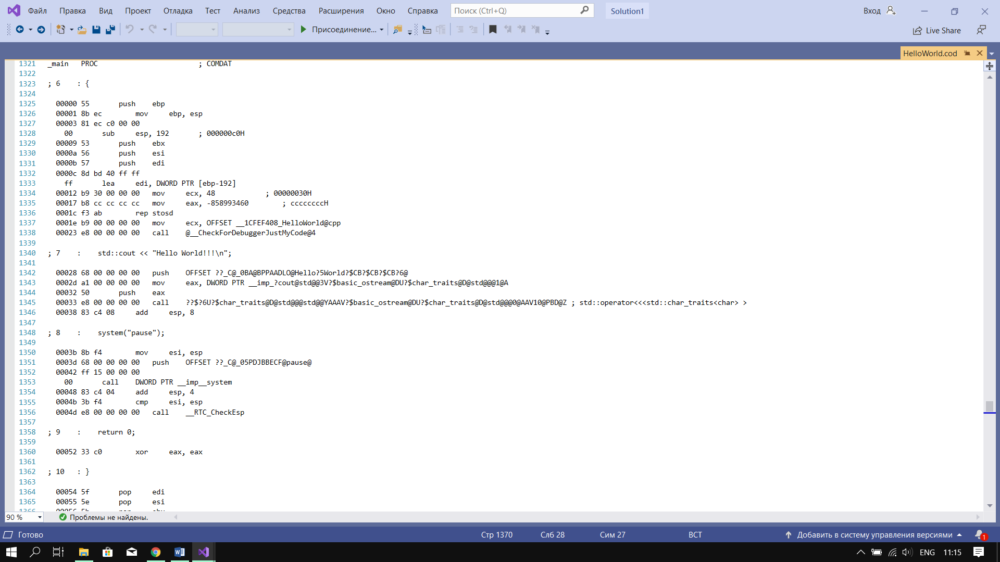 Файл Правка Вид Проект Отладка Тест Анализ Средства Расширения Окно Справка Поиск (Ctrl+Q) Solution1 Вход
Присоединение... Live Share
HelloWorld.cod
1321 _main PROC ; COMDAT
1322
1323 ; 6 : {
1324
1325 00000 55 push ebp
1326 00001 8b ec mov ebp, esp
1327 00003 81 ec c0 00 00
1328 00 sub esp, 192 ; 000000c0H
1329 00009 53 push ebx
1330 0000a 56 push esi
1331 0000b 57 push edi
1332 0000c 8d bd 40 ff ff
1333 ff lea edi, DWORD PTR [ebp-192]
1334 00012 b9 30 00 00 00 mov ecx, 48 ; 00000030H
1335 00017 b8 cc cc cc cc mov eax, -858993460 ; ccccccccH
1336 0001c f3 ab rep stosd
1337 0001e b9 00 00 00 00 mov ecx, OFFSET __1CFEF408_HelloWorld@cpp
1338 00023 e8 00 00 00 00 call @__CheckForDebuggerJustMyCode@4
1339
1340 ; 7 : std::cout << "Hello World!!!\n";
1341
1342 00028 68 00 00 00 00 push OFFSET ??_C@_0BA@BPPAADLO@Hello?5World?$CB?$CB?$CB?6@
1343 0002d a1 00 00 00 00 mov eax, DWORD PTR __imp_?cout@std@@3V?$basic_ostream@DU?$char_traits@D@std@@@1@A
1344 00032 50 push eax
1345 00033 e8 00 00 00 00 call ??$?6U?$char_traits@D@std@@@std@@YAAAV?$basic_ostream@DU?$char_traits@D@std@@@0@AAV10@PBD@Z ; std::operator<<<std::char_traits<char> >
1346 00038 83 c4 08 add esp, 8
1347
1348 ; 8 : system("pause");
1349
1350 0003b 8b f4 mov esi, esp
1351 0003d 68 00 00 00 00 push OFFSET ??_C@_05PDJBBECF@pause@
1352 00042 ff 15 00 00 00
1353 00 call DWORD PTR __imp__system
1354 00048 83 c4 04 add esp, 4
1355 0004b 3b f4 cmp esi, esp
1356 0004d e8 00 00 00 00 call __RTC_CheckEsp
1357
1358 ; 9 : return 0;
1359
1360 00052 33 c0 xor eax, eax
1361
1362 ; 10 : }
1363
1364 00054 5f pop edi
1365 00055 5e pop esi
90 % Проблемы не найдены.
Готово Стр 1370 Слб 28 Сим 27 ВСТ Добавить в систему управления версиями 1
ENG 11:15